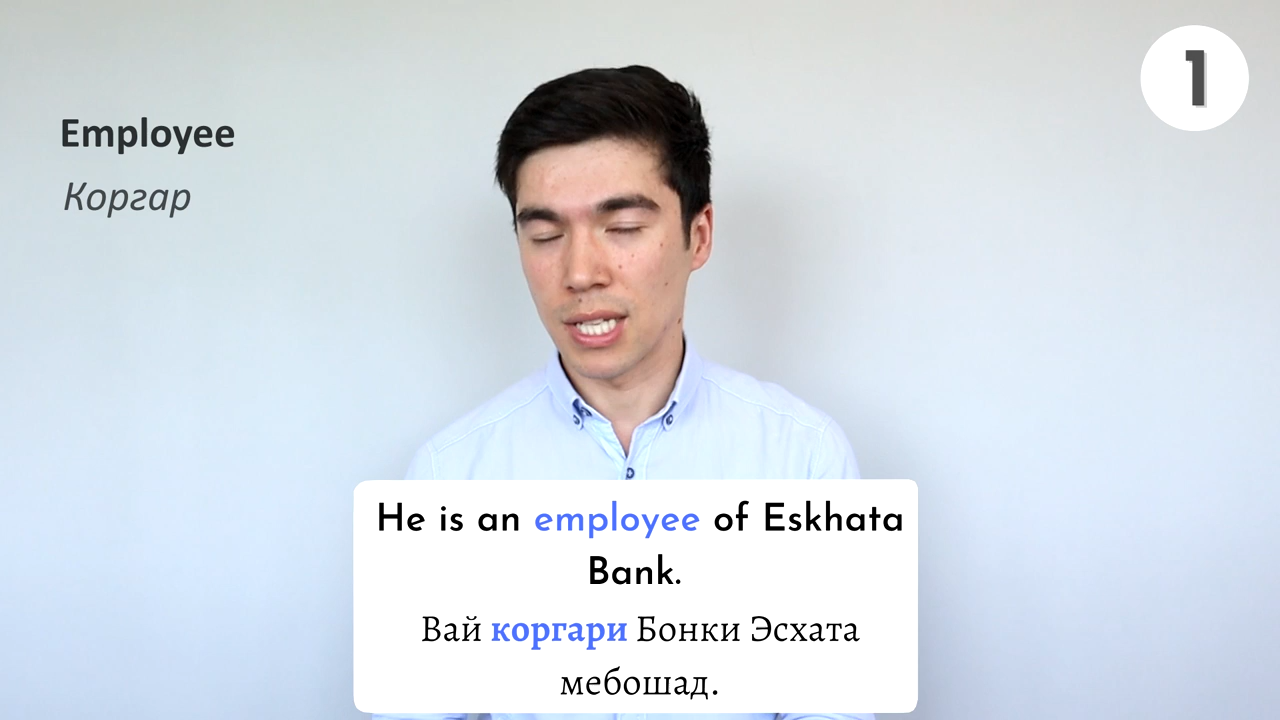 1
Employee
Коргар
He is an employee of Eskhata
Bank.
Вай коргари Бонки Эсхата
мебошад.